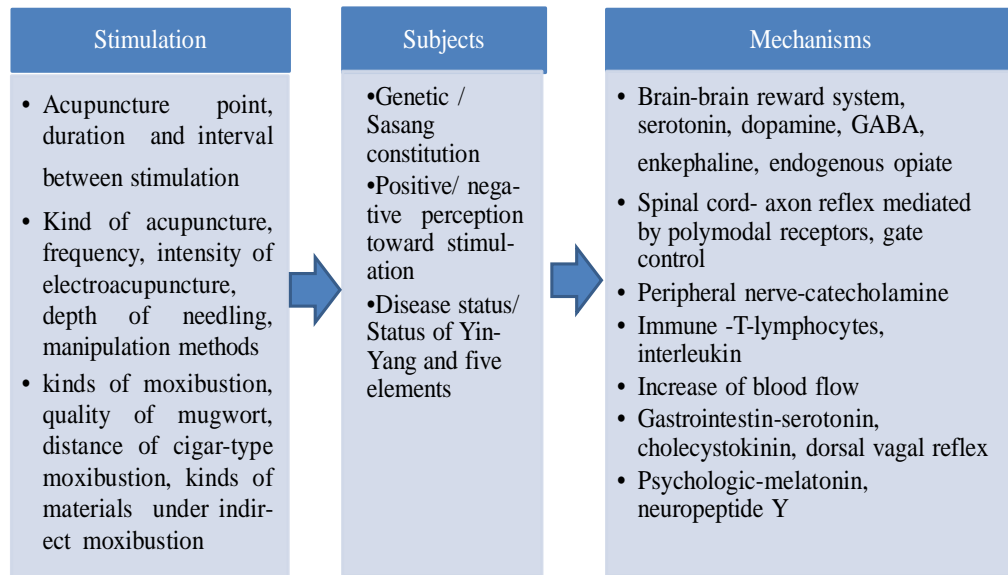 Stimulation
• Acupuncture point,
duration and interval
between stimulation
• Kind of acupuncture,
frequency, intensity of
electroacupuncture,
depth of needling,
manipulation methods
• kinds of moxibustion,
quality of mugwort,
distance of cigar-type
moxibustion, kinds of
materials under indir-
ect moxibustion
Subjects
•Genetic /
Sasang
constitution
•Positive/ nega-
tive perception
toward stimul-
ation
•Disease status/
Status of Yin-
Yang and five
elements
Mechanisms
• Brain-brain reward system,
serotonin, dopamine, GABA,
enkephaline, endogenous opiate
• Spinal cord- axon reflex mediated
by polymodal receptors, gate
control
• Peripheral nerve-catecholamine
• Immune -T-lymphocytes,
interleukin
• Increase of blood flow
• Gastrointestin-serotonin,
cholecystokinin, dorsal vagal reflex
• Psychologic-melatonin,
neuropeptide Y